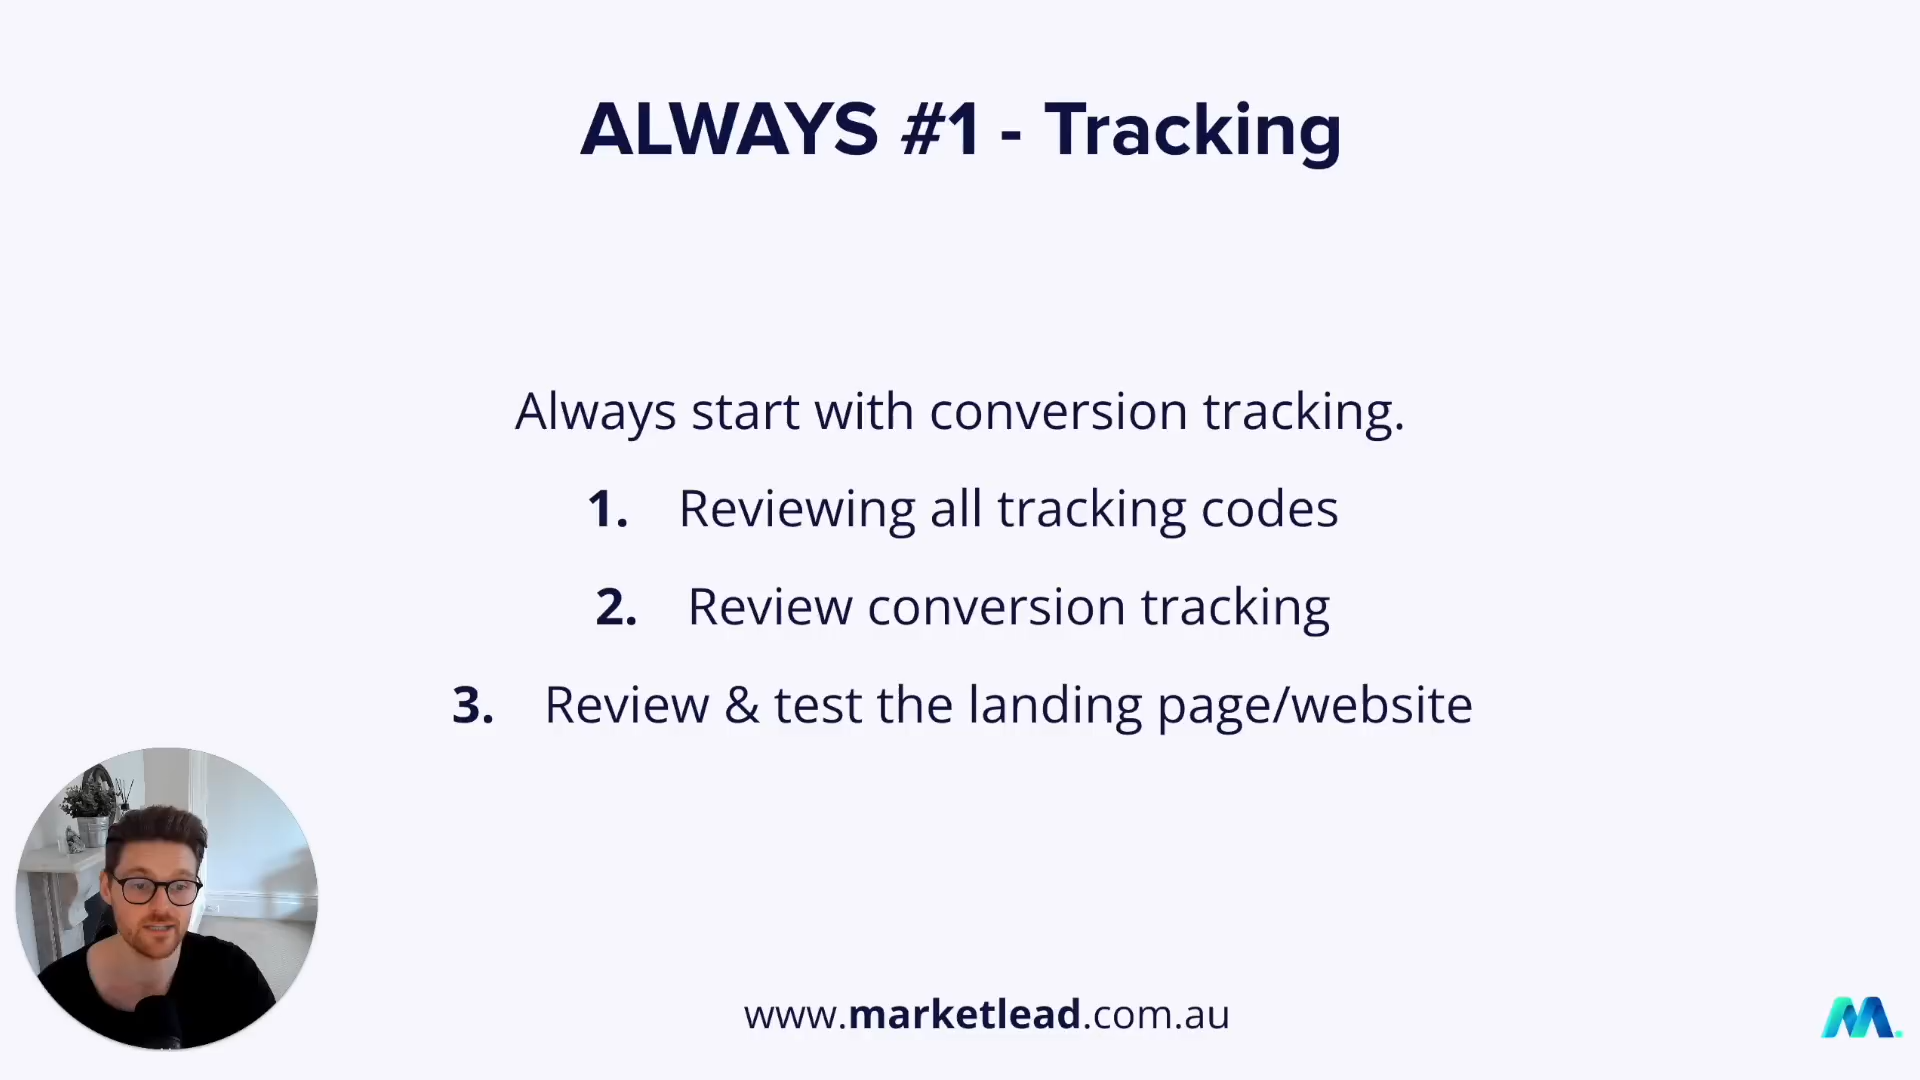 ALWAYS #1 - Tracking
Always start with conversion tracking.
1. Reviewing all tracking codes
2. Review conversion tracking
3. Review & test the landing page/website
www.marketlead.com.au
M.